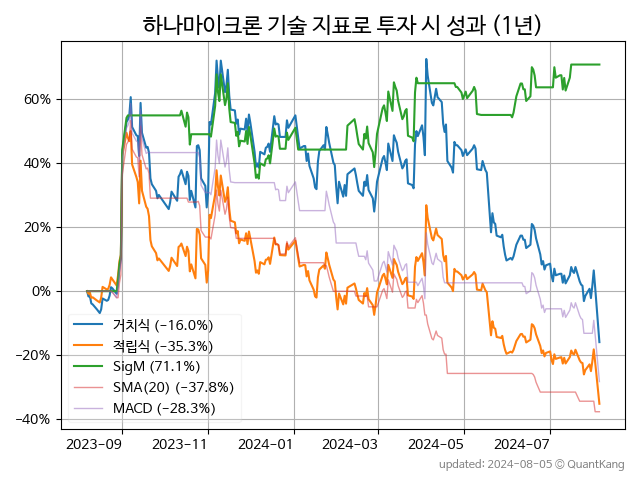 하나마이크론 기술 지표로 투자 시 성과 (1년)
60%
40%
20%
0%
−20%
−40%
거치식 (−16.0%)
적립식 (−35.3%)
SigM (71.1%)
SMA(20) (−37.8%)
MACD (−28.3%)
2023-09 2023-11 2024-01 2024-03 2024-05 2024-07
updated: 2024-08-05 © QuantKang